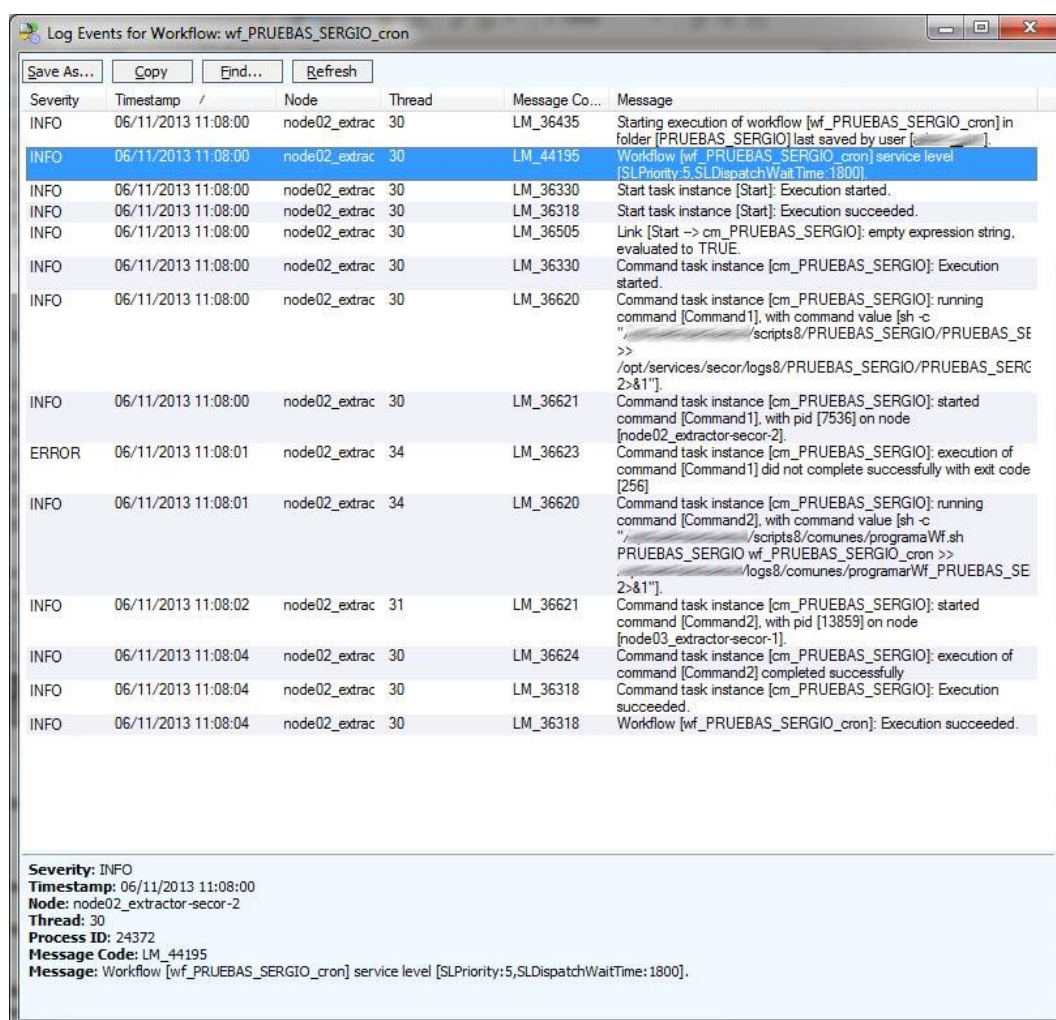 Log Events for Workflow: wf_PRUEBAS_SERGIO_cron
Save As... Copy Find... Refresh
Severity Timestamp / Node Thread Message Co... Message
INFO 06/11/2013 11:08:00 node02_extrac 30 LM_36435 Starting execution of workflow [wf_PRUEBAS_SERGIO_cron] in
folder [PRUEBAS_SERGIO] last saved by user [ ].
INFO 06/11/2013 11:08:00 node02_extrac 30 LM_44195 Workflow [wf_PRUEBAS_SERGIO_cron] service level
[SLPriority:5,SLDispatchWaitTime:1800].
INFO 06/11/2013 11:08:00 node02_extrac 30 LM_36330 Start task instance [Start]: Execution started.
INFO 06/11/2013 11:08:00 node02_extrac 30 LM_36318 Start task instance [Start]: Execution succeeded.
INFO 06/11/2013 11:08:00 node02_extrac 30 LM_36505 Link [Start --> cm_PRUEBAS_SERGIO]: empty expression string,
evaluated to TRUE.
INFO 06/11/2013 11:08:00 node02_extrac 30 LM_36330 Command task instance [cm_PRUEBAS_SERGIO]: Execution
started.
INFO 06/11/2013 11:08:00 node02_extrac 30 LM_36620 Command task instance [cm_PRUEBAS_SERGIO]: running
command [Command1], with command value [sh -c
"/ /scripts8/PRUEBAS_SERGIO/PRUEBAS_SE
>>
/opt/services/secor/logs8/PRUEBAS_SERGIO/PRUEBAS_SERG
2>&1"].
INFO 06/11/2013 11:08:00 node02_extrac 30 LM_36621 Command task instance [cm_PRUEBAS_SERGIO]: started
command [Command1], with pid [7536] on node
[node02_extractor-secor-2].
ERROR 06/11/2013 11:08:01 node02_extrac 34 LM_36623 Command task instance [cm_PRUEBAS_SERGIO]: execution of
command [Command1] did not complete successfully with exit code
[256]
INFO 06/11/2013 11:08:01 node02_extrac 34 LM_36620 Command task instance [cm_PRUEBAS_SERGIO]: running
command [Command2], with command value [sh -c
"/ /scripts8/comunes/programaWf.sh
PRUEBAS_SERGIO wf_PRUEBAS_SERGIO_cron >>
/logs8/comunes/programarWf_PRUEBAS_SE
2>&1"].
INFO 06/11/2013 11:08:02 node02_extrac 31 LM_36621 Command task instance [cm_PRUEBAS_SERGIO]: started
command [Command2], with pid [13859] on node
[node03_extractor-secor-1].
INFO 06/11/2013 11:08:04 node02_extrac 30 LM_36624 Command task instance [cm_PRUEBAS_SERGIO]: execution of
command [Command2] completed successfully
INFO 06/11/2013 11:08:04 node02_extrac 30 LM_36318 Command task instance [cm_PRUEBAS_SERGIO]: Execution
succeeded.
INFO 06/11/2013 11:08:04 node02_extrac 30 LM_36318 Workflow [wf_PRUEBAS_SERGIO_cron]: Execution succeeded.
Severity: INFO
Timestamp: 06/11/2013 11:08:00
Node: node02_extractor-secor-2
Thread: 30
Process ID: 24372
Message Code: LM_44195
Message: Workflow [wf_PRUEBAS_SERGIO_cron] service level [SLPriority:5,SLDispatchWaitTime:1800].